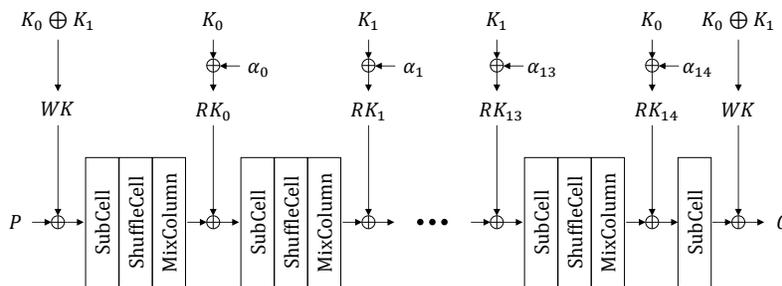 K₀ ⊕ K₁ K₀ K₁ K₁ K₀ K₀ ⊕ K₁
α₀ α₁ α₁₃ α₁₄
WK RK₀ RK₁ RK₁₃ RK₁₄ WK
P SubCell ShuffleCell MixColumn SubCell ShuffleCell MixColumn ••• SubCell ShuffleCell MixColumn SubCell